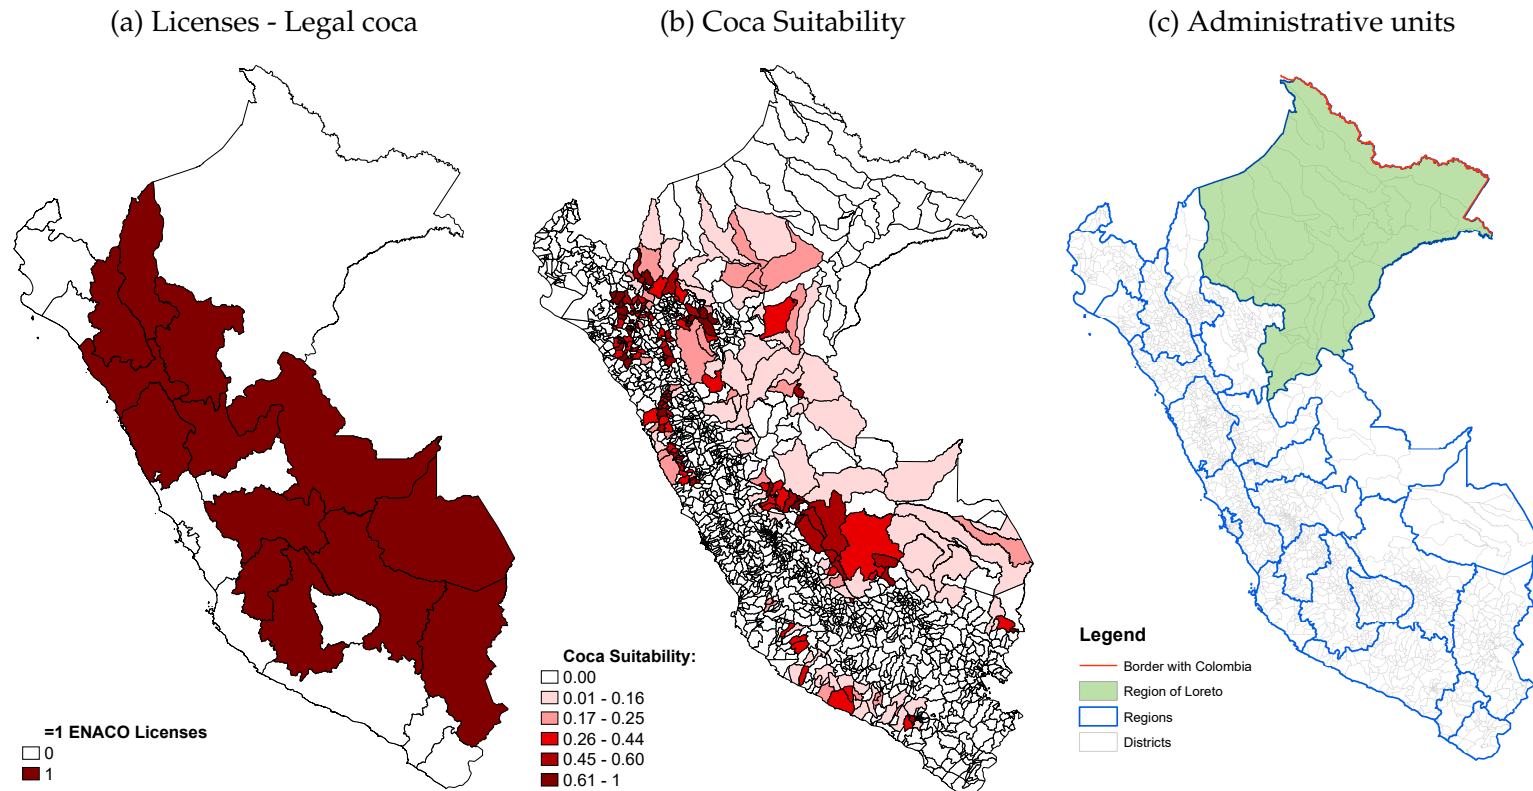 (a) Licenses - Legal coca
(b) Coca Suitability
(c) Administrative units
=1 ENACO Licenses
0
1
Coca Suitability:
0.00
0.01 - 0.16
0.17 - 0.25
0.26 - 0.44
0.45 - 0.60
0.61 - 1
Legend
Border with Colombia
Region of Loreto
Regions
Districts